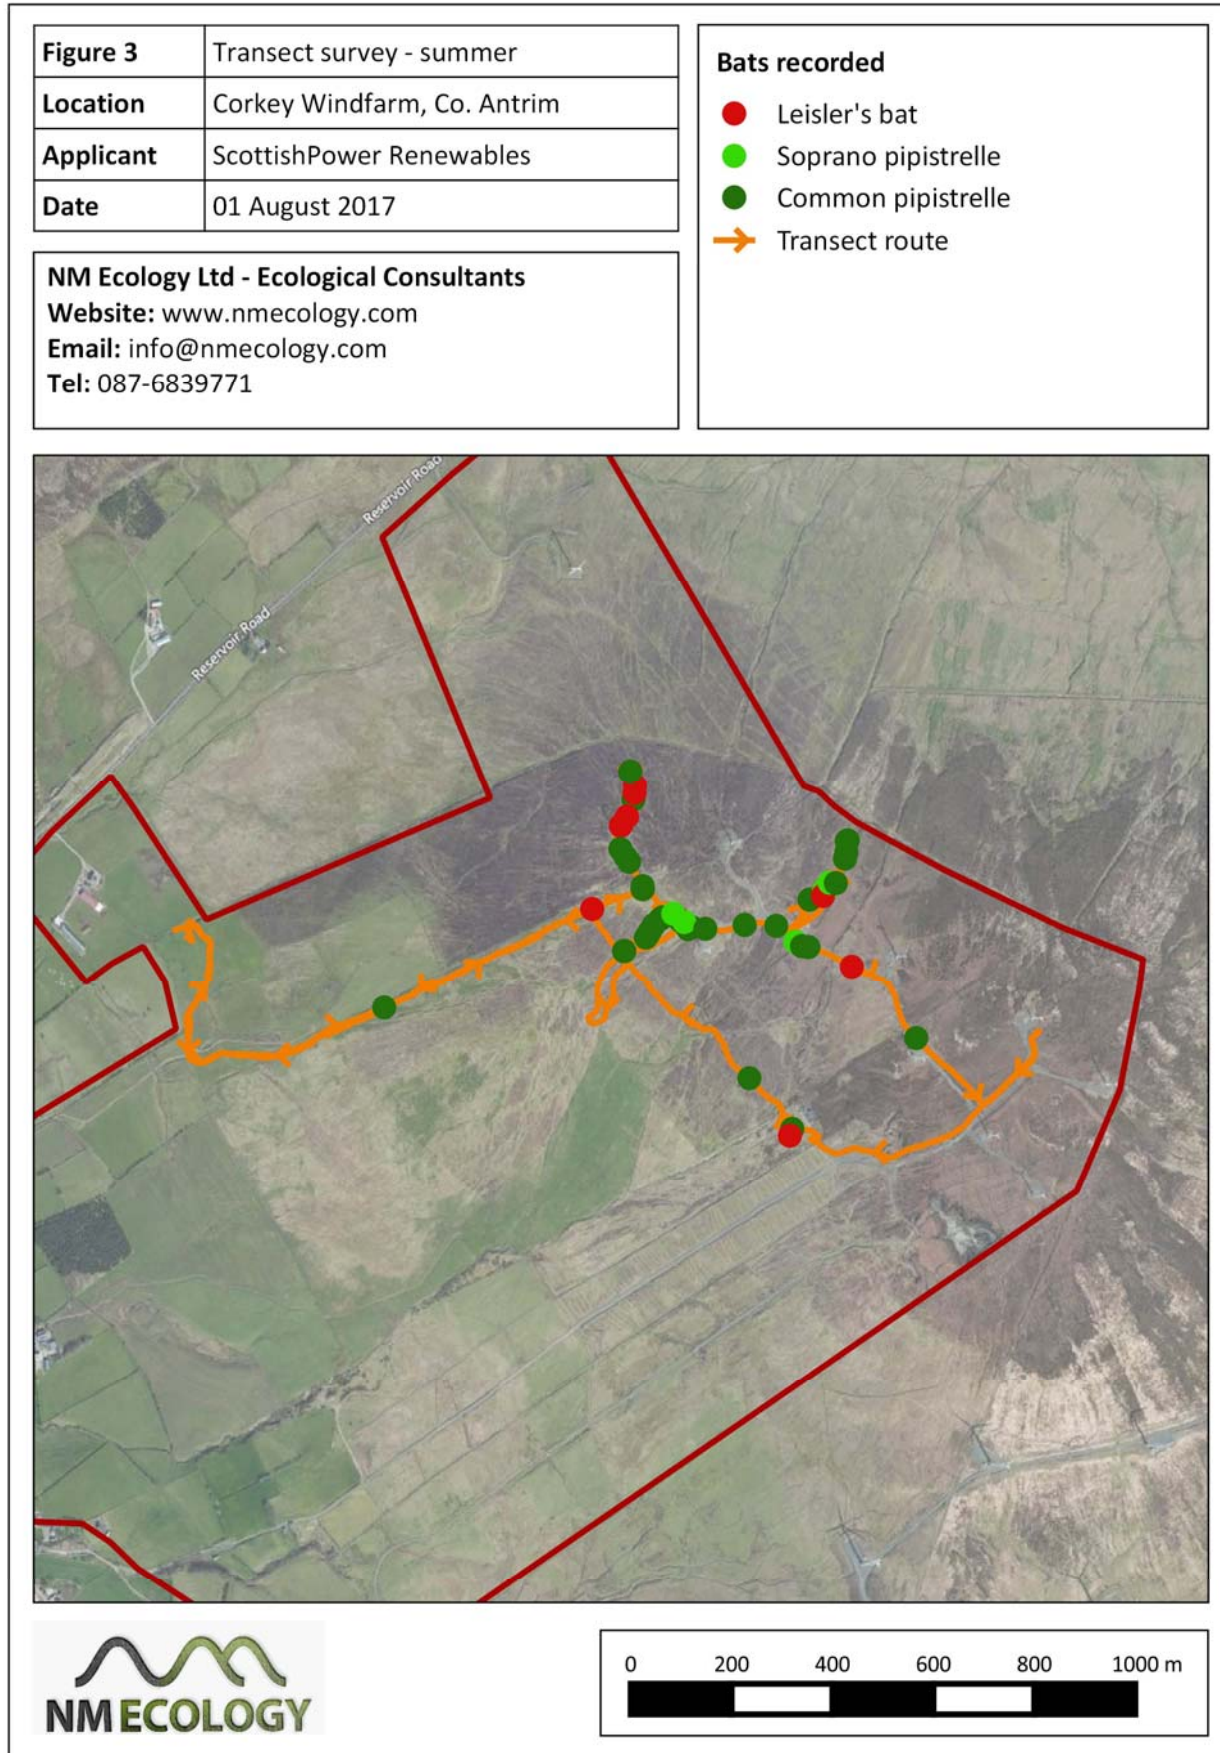 Figure 3 Transect survey - summer
Location Corkey Windfarm, Co. Antrim
Applicant ScottishPower Renewables
Date 01 August 2017
NM Ecology Ltd - Ecological Consultants
Website: www.nmecology.com
Email: info@nmecology.com
Tel: 087-6839771
Bats recorded
Leisler's bat
Soprano pipistrelle
Common pipistrelle
Transect route
Reservoir Road
Reservoir Road
NM ECOLOGY
0 200 400 600 800 1000 m